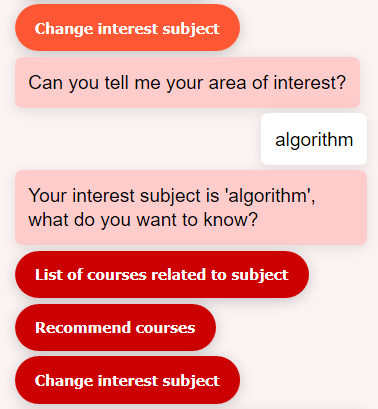 Change interest subject
Can you tell me your area of interest?
algorithm
Your interest subject is 'algorithm',
what do you want to know?
List of courses related to subject
Recommend courses
Change interest subject